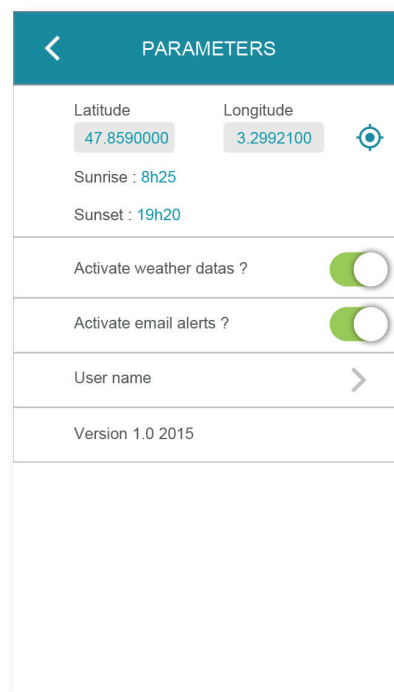 PARAMETERS
Latitude Longitude
47.8590000 3.2992100
Sunrise : 8h25
Sunset : 19h20
Activate weather datas ?
Activate email alerts ?
User name
Version 1.0 2015